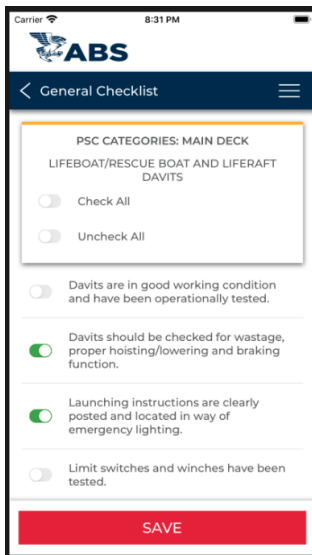 Carrier 8:31 PM
ABS
General Checklist
PSC CATEGORIES: MAIN DECK
LIFEBOAT/RESCUE BOAT AND LIFERAFT
DAVITS
Check All
Uncheck All
Davits are in good working condition
and have been operationally tested.
Davits should be checked for wastage,
proper hoisting/lowering and braking
function.
Launching instructions are clearly
posted and located in way of
emergency lighting.
Limit switches and winches have been
tested.
SAVE